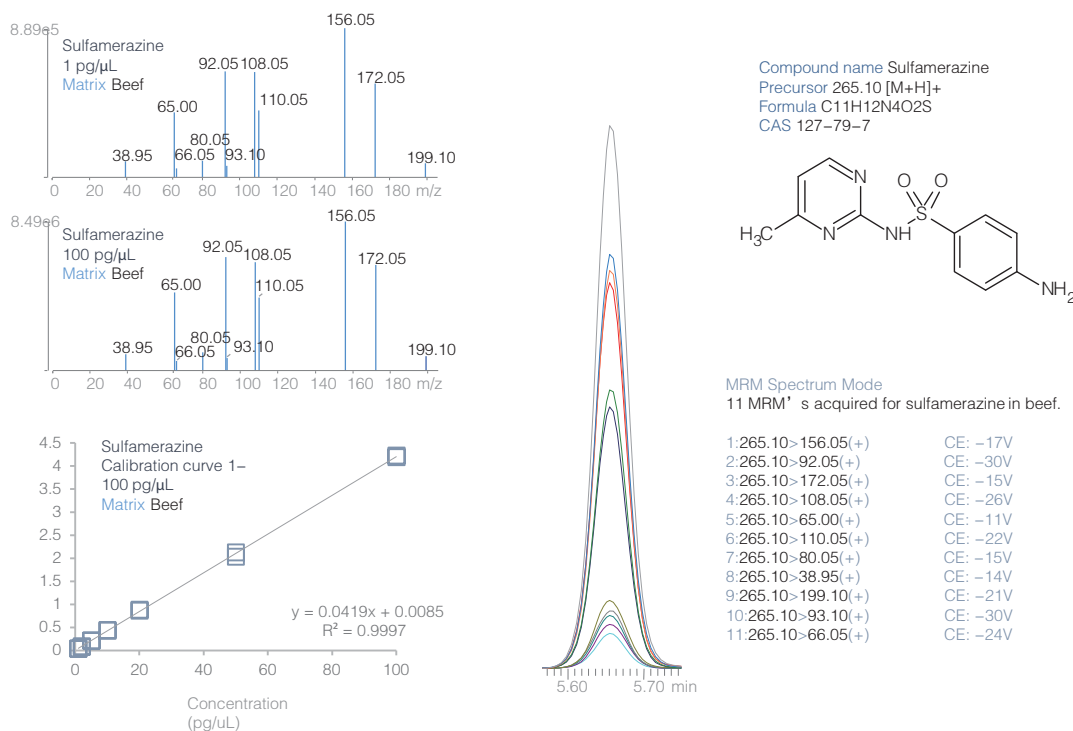 8.89e5
Sulfamerazine
1 pg/µL
Matrix Beef
38.95
65.00
66.05
80.05
92.05
93.10
108.05
110.05
156.05
172.05
199.10
0 20 40 60 80 100 120 140 160 180 m/z
8.49e6
Sulfamerazine
100 pg/µL
Matrix Beef
38.95
65.00
66.05
80.05
92.05
93.10
108.05
110.05
156.05
172.05
199.10
0 20 40 60 80 100 120 140 160 180 m/z
Sulfamerazine
Calibration curve 1–
100 pg/µL
Matrix Beef
4.5
4
3.5
3
2.5
2
1.5
1
0.5
0
y = 0.0419x + 0.0085
R² = 0.9997
0 20 40 60 80 100
Concentration
(pg/uL)
5.60 5.70 min
Compound name Sulfamerazine
Precursor 265.10 [M+H]+
Formula C11H12N4O2S
CAS 127–79–7
N
O O
S
H3C
N
NH
NH2
MRM Spectrum Mode
11 MRM’ s acquired for sulfamerazine in beef.
1:265.10>156.05(+) CE: –17V
2:265.10>92.05(+) CE: –30V
3:265.10>172.05(+) CE: –15V
4:265.10>108.05(+) CE: –26V
5:265.10>65.00(+) CE: –11V
6:265.10>110.05(+) CE: –22V
7:265.10>80.05(+) CE: –15V
8:265.10>38.95(+) CE: –14V
9:265.10>199.10(+) CE: –21V
10:265.10>93.10(+) CE: –30V
11:265.10>66.05(+) CE: –24V